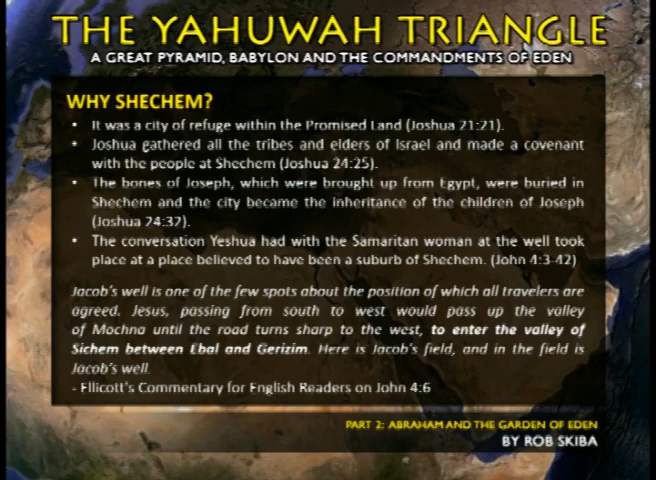 THE YAHUWAH TRIANGLE
A GREAT PYRAMID, BABYLON AND THE COMMANDMENTS OF EDEN
WHY SHECHEM?
• It was a city of refuge within the Promised Land (Joshua 21:21).
• Joshua gathered all the tribes and elders of Israel and made a covenant
with the people at Shechem (Joshua 24:25).
• The bones of Joseph, which were brought up from Egypt, were buried in
Shechem and the city became the inheritance of the children of Joseph
(Joshua 24:32).
• The conversation Yeshua had with the Samaritan woman at the well took
place at a place believed to have been a suburb of Shechem. (John 4:3-42)
Jacob's well is one of the few spots about the position of which all travelers are
agreed. Jesus, passing from south to west would pass up the valley
of Mochna until the road turns sharp to the west, to enter the valley of
Sichem between Ebal and Gerizim. Here is Jacob's field, and in the field is
Jacob's well.
- Ellicott's Commentary for English Readers on John 4:6
PART 2: ABRAHAM AND THE GARDEN OF EDEN
BY ROB SKIBA